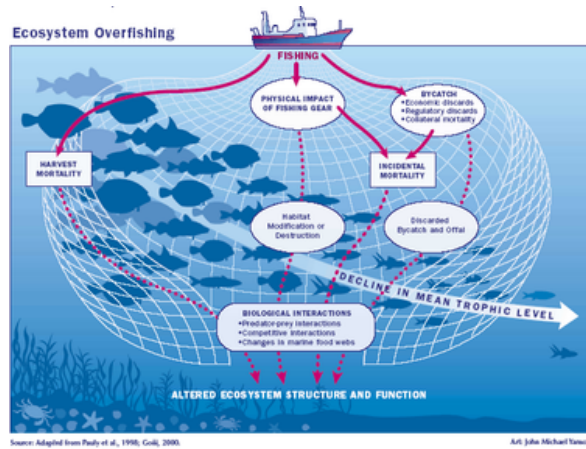 Ecosystem Overfishing
FISHING
PHYSICAL IMPACT
OF FISHING GEAR
BYCATCH
•Economic discards
•Regulatory discards
•Collateral mortality
HARVEST
MORTALITY
INCIDENTAL
MORTALITY
Habitat
Modification or
Destruction
Discarded
Bycatch and Offal
DECLINE IN MEAN TROPHIC LEVEL
BIOLOGICAL INTERACTIONS
•Predator-prey interactions
•Competitive interactions
•Changes in marine food webs
ALTERED ECOSYSTEM STRUCTURE AND FUNCTION
Source: Adapted from Pauly et al., 1998; Goñi, 2000.
Art: John Michael